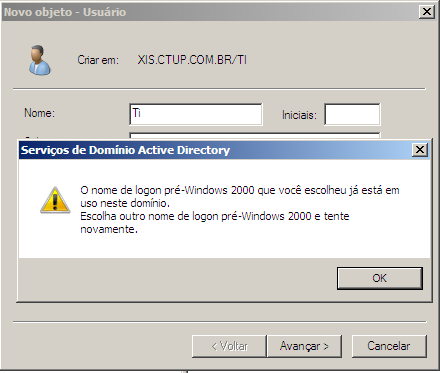 Novo objeto - Usuário
Criar em: XIS.CTUP.COM.BR/TI
Nome: Ti Iniciais:
Serviços de Domínio Active Directory
O nome de logon pré-Windows 2000 que você escolheu já está em
uso neste domínio.
Escolha outro nome de logon pré-Windows 2000 e tente
novamente.
OK
< Voltar Avançar > Cancelar